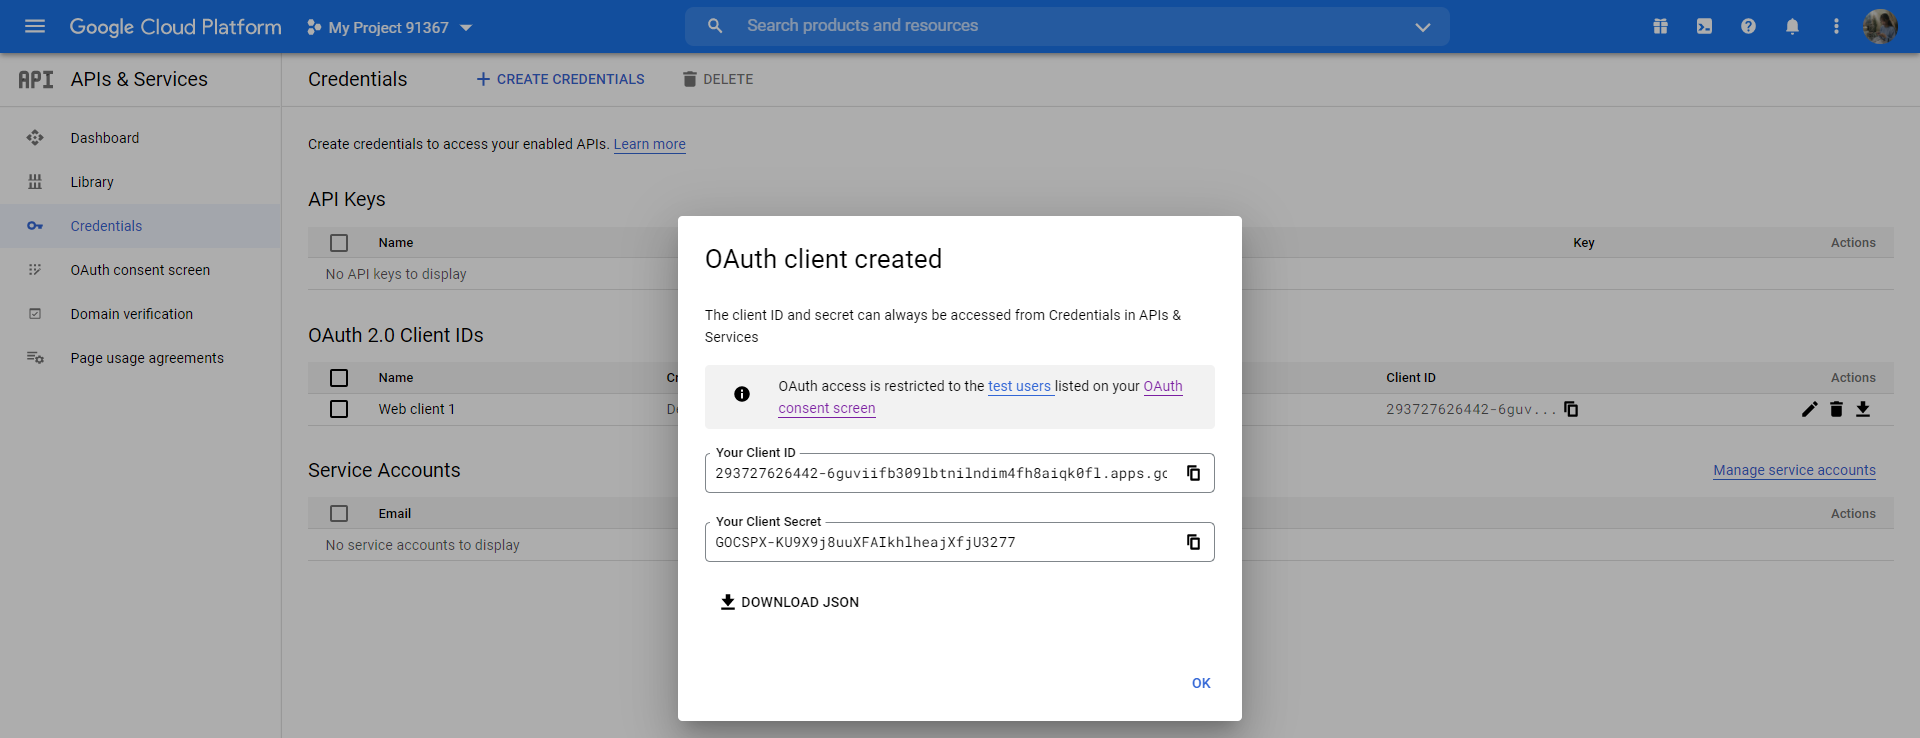 Google Cloud Platform
My Project 91367
Search products and resources
API
APIs & Services
Credentials
CREATE CREDENTIALS
DELETE
Dashboard
Library
Credentials
OAuth consent screen
Domain verification
Page usage agreements
Create credentials to access your enabled APIs. Learn more
API Keys
Name
Key
Actions
No API keys to display
OAuth 2.0 Client IDs
Name
Client ID
Actions
Web client 1
293727626442-6guv...
Service Accounts
Manage service accounts
Email
Actions
No service accounts to display
OAuth client created
The client ID and secret can always be accessed from Credentials in APIs &
Services
OAuth access is restricted to the test users listed on your OAuth
consent screen
Your Client ID
293727626442-6guviifb309lbtnilndim4fh8aiqk0fl.apps.go
Your Client Secret
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
DOWNLOAD JSON
OK